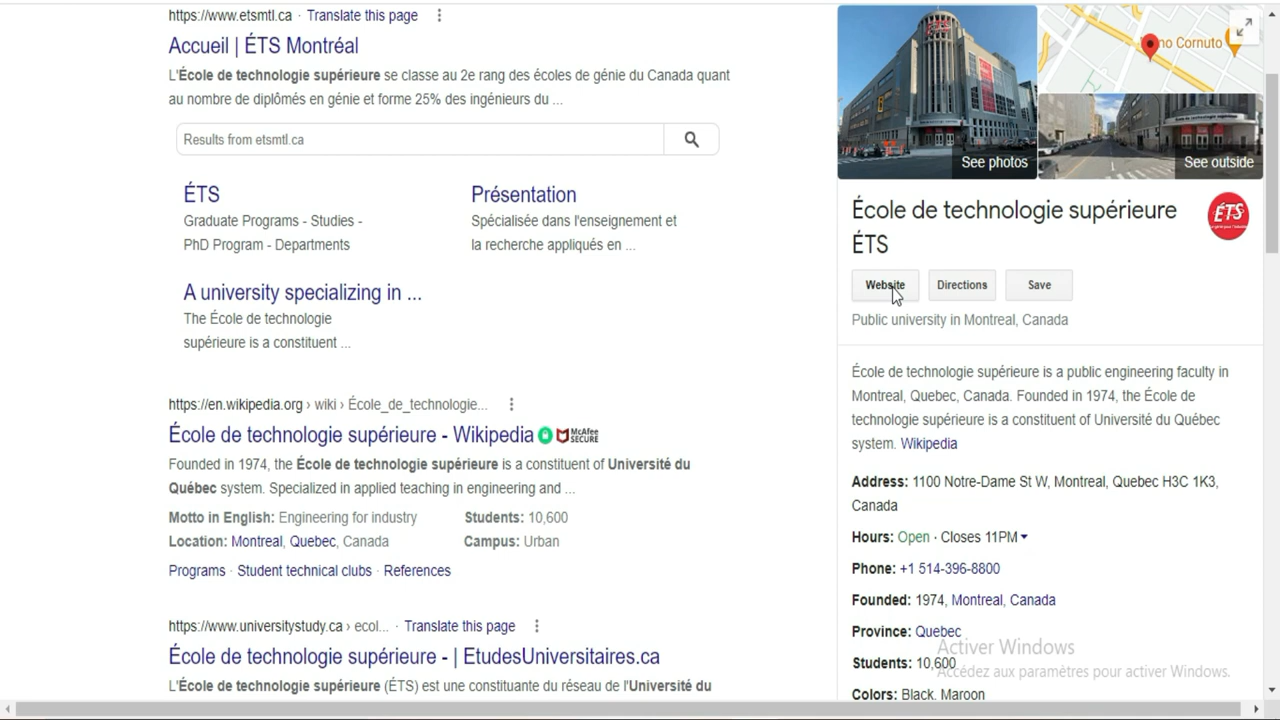 https://www.etsmtl.ca · Translate this page
Accueil | ÉTS Montréal
L'École de technologie supérieure se classe au 2e rang des écoles de génie du Canada quant
au nombre de diplômés en génie et forme 25% des ingénieurs du ...
Results from etsmtl.ca
ÉTS
Graduate Programs - Studies -
PhD Program - Departments
Présentation
Spécialisée dans l'enseignement et
la recherche appliqués en ...
A university specializing in ...
The École de technologie
supérieure is a constituent ...
https://en.wikipedia.org › wiki › École_de_technologie...
École de technologie supérieure - Wikipedia
McAfee
SECURE
Founded in 1974, the École de technologie supérieure is a constituent of Université du
Québec system. Specialized in applied teaching in engineering and ...
Motto in English: Engineering for industry
Students: 10,600
Location: Montreal, Quebec, Canada
Campus: Urban
Programs · Student technical clubs · References
https://www.universitystudy.ca › ecol... · Translate this page
École de technologie supérieure - | EtudesUniversitaires.ca
L'École de technologie supérieure (ÉTS) est une constituante du réseau de l'Université du
Cornuto
See photos
École de technologie supérieure
See outside
École de technologie supérieure
ÉTS
ÉTS
Website
Directions
Save
Public university in Montreal, Canada
École de technologie supérieure is a public engineering faculty in
Montreal, Quebec, Canada. Founded in 1974, the École de
technologie supérieure is a constituent of Université du Québec
system. Wikipedia
Address: 1100 Notre-Dame St W, Montreal, Quebec H3C 1K3,
Canada
Hours: Open · Closes 11PM
Phone: +1 514-396-8800
Founded: 1974, Montreal, Canada
Province: Quebec
Activer Windows
Students: 10,600
Accédez aux paramètres pour activer Windows.
Colors: Black, Maroon